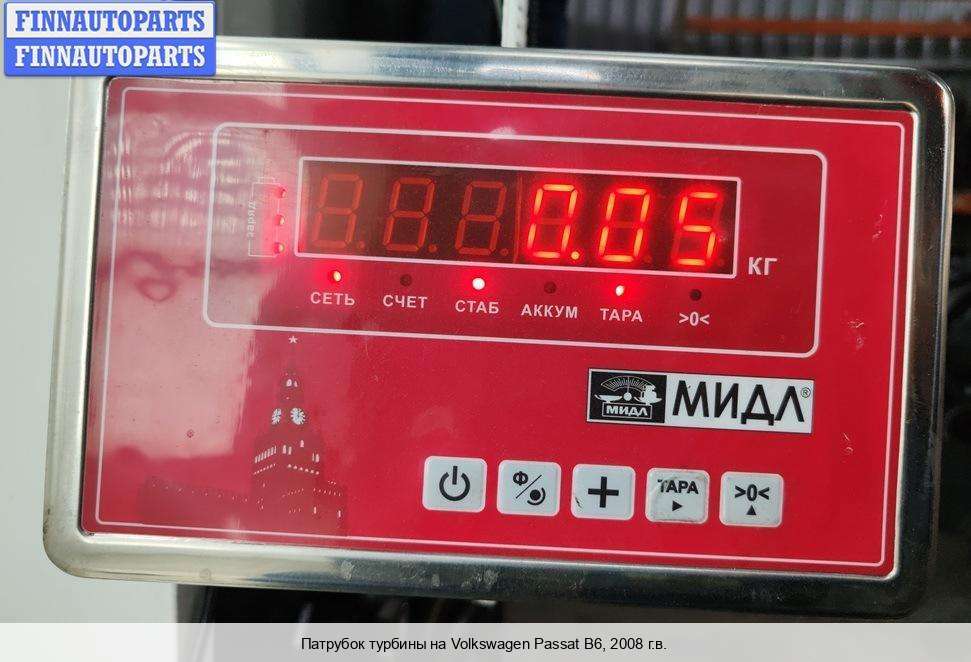 FINNAUTOPARTS
FINNAUTOPARTS
заряд
0.05
КГ
СЕТЬ СЧЕТ СТАБ АККУМ ТАРА >0<
МИДЛ МИДЛ®
Ф
+ ТАРА >0<
Патрубок турбины на Volkswagen Passat B6, 2008 г.в.